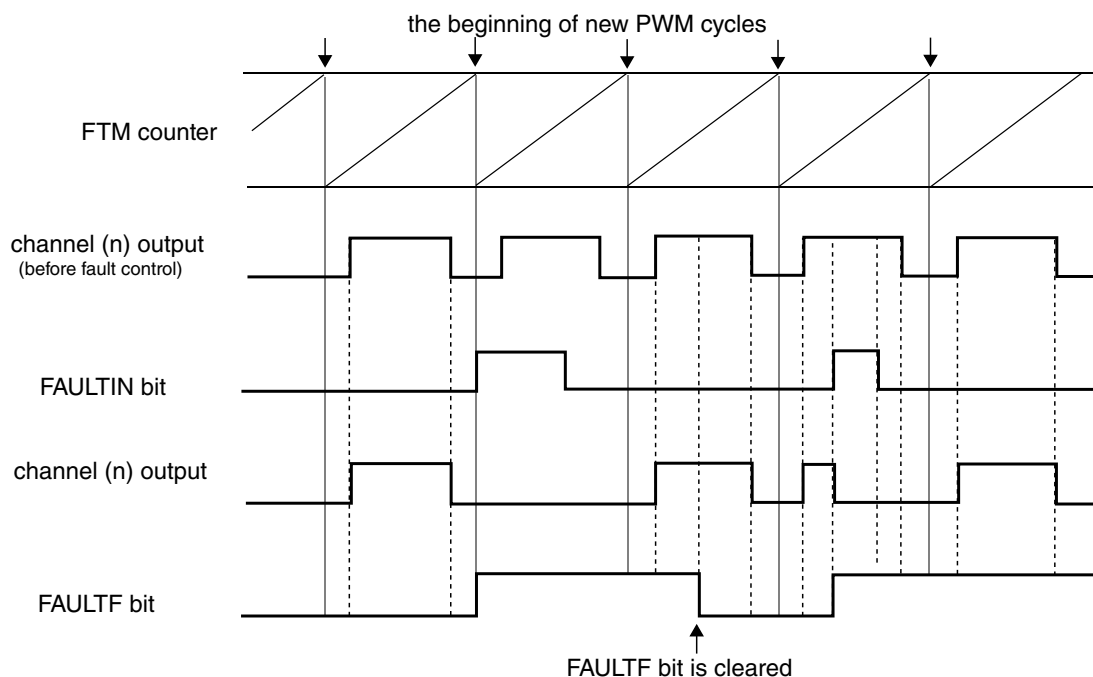 the beginning of new PWM cycles
FTM counter
channel (n) output
(before fault control)
FAULTIN bit
channel (n) output
FAULTF bit
FAULTF bit is cleared